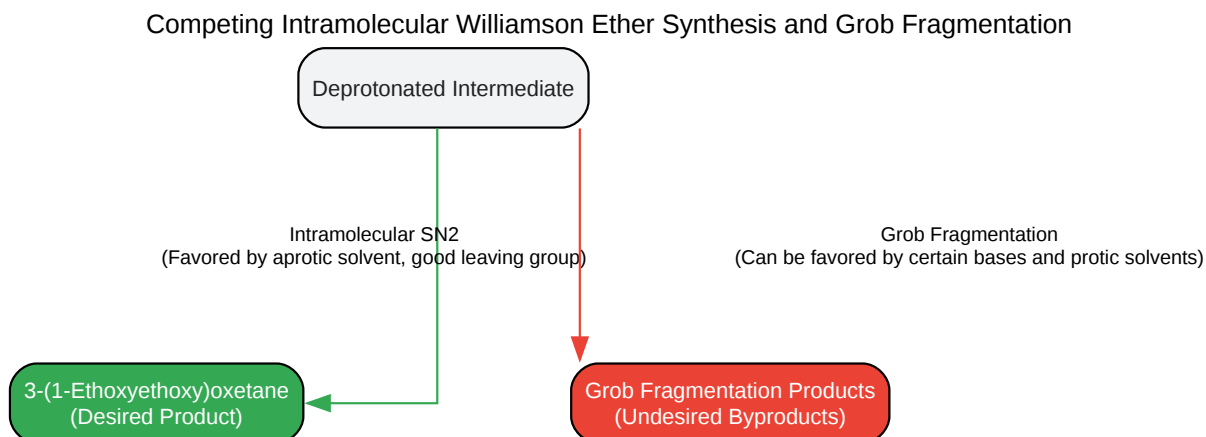 Competing Intramolecular Williamson Ether Synthesis and Grob Fragmentation
Deprotonated Intermediate
Intramolecular SN2
(Favored by aprotic solvent, good leaving group)
Grob Fragmentation
(Can be favored by certain bases and protic solvents)
3-(1-Ethoxyethoxy)oxetane
(Desired Product)
Grob Fragmentation Products
(Undesired Byproducts)